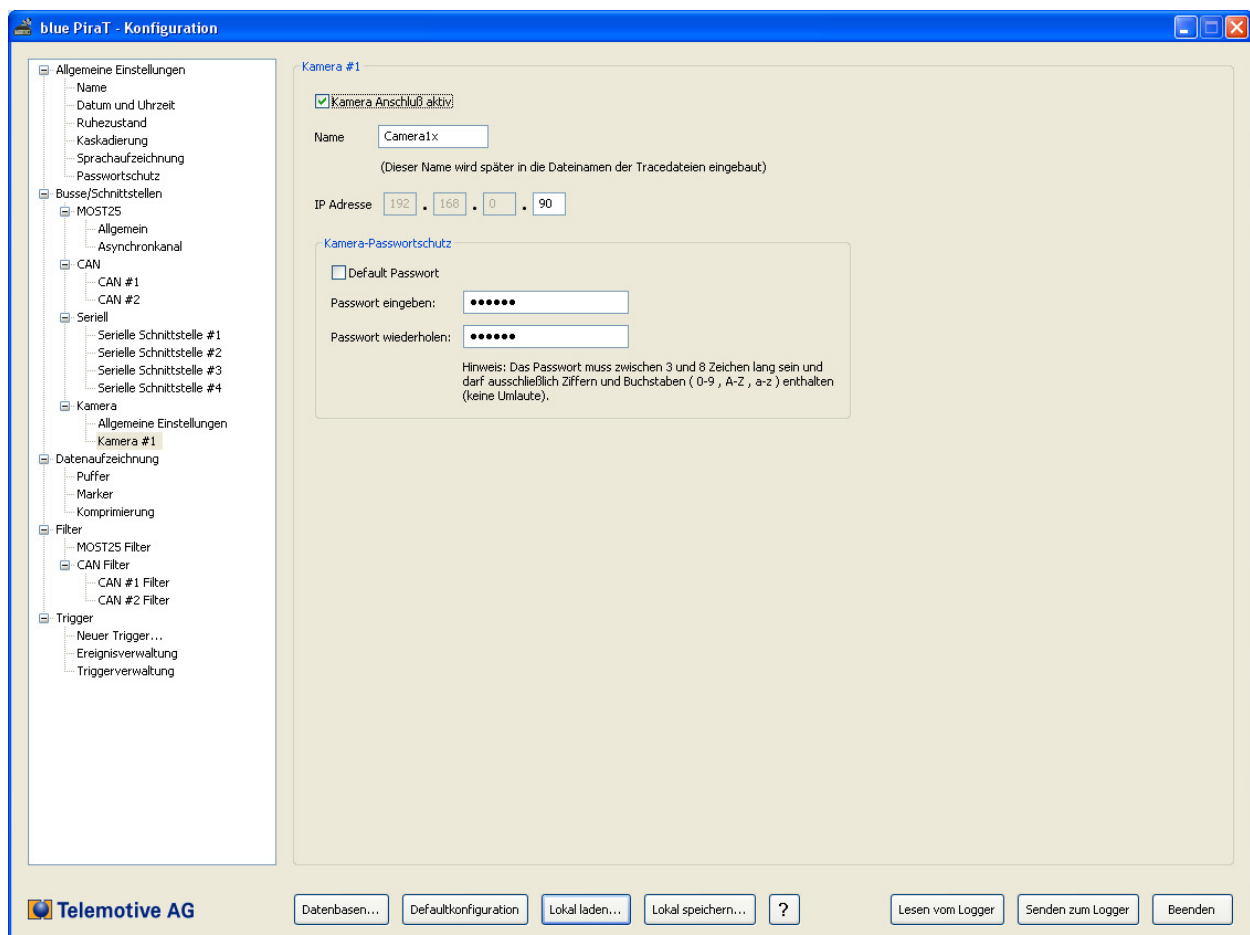 blue PiraT - Konfiguration
Allgemeine Einstellungen
Name
Datum und Uhrzeit
Ruhezustand
Kaskadierung
Sprachaufzeichnung
Passwortschutz
Busse/Schnittstellen
MOST25
Allgemein
Asynchronkanal
CAN
CAN #1
CAN #2
Seriell
Serielle Schnittstelle #1
Serielle Schnittstelle #2
Serielle Schnittstelle #3
Serielle Schnittstelle #4
Kamera
Allgemeine Einstellungen
Kamera #1
Datenaufzeichnung
Puffer
Marker
Komprimierung
Filter
MOST25 Filter
CAN Filter
CAN #1 Filter
CAN #2 Filter
Trigger
Neuer Trigger...
Ereignisverwaltung
Triggerverwaltung
Kamera #1
Kamera Anschluß aktiv
Name Camera1x
(Dieser Name wird später in die Dateinamen der Tracedateien eingebaut)
IP Adresse 192 . 168 . 0 . 90
Kamera-Passwortschutz
Default Passwort
Passwort eingeben: ●●●●●●
Passwort wiederholen: ●●●●●●
Hinweis: Das Passwort muss zwischen 3 und 8 Zeichen lang sein und
darf ausschließlich Ziffern und Buchstaben ( 0-9 , A-Z , a-z ) enthalten
(keine Umlaute).
Telemotive AG
Datenbasen... Defaultkonfiguration Lokal laden... Lokal speichern... ? Lesen vom Logger Senden zum Logger Beenden